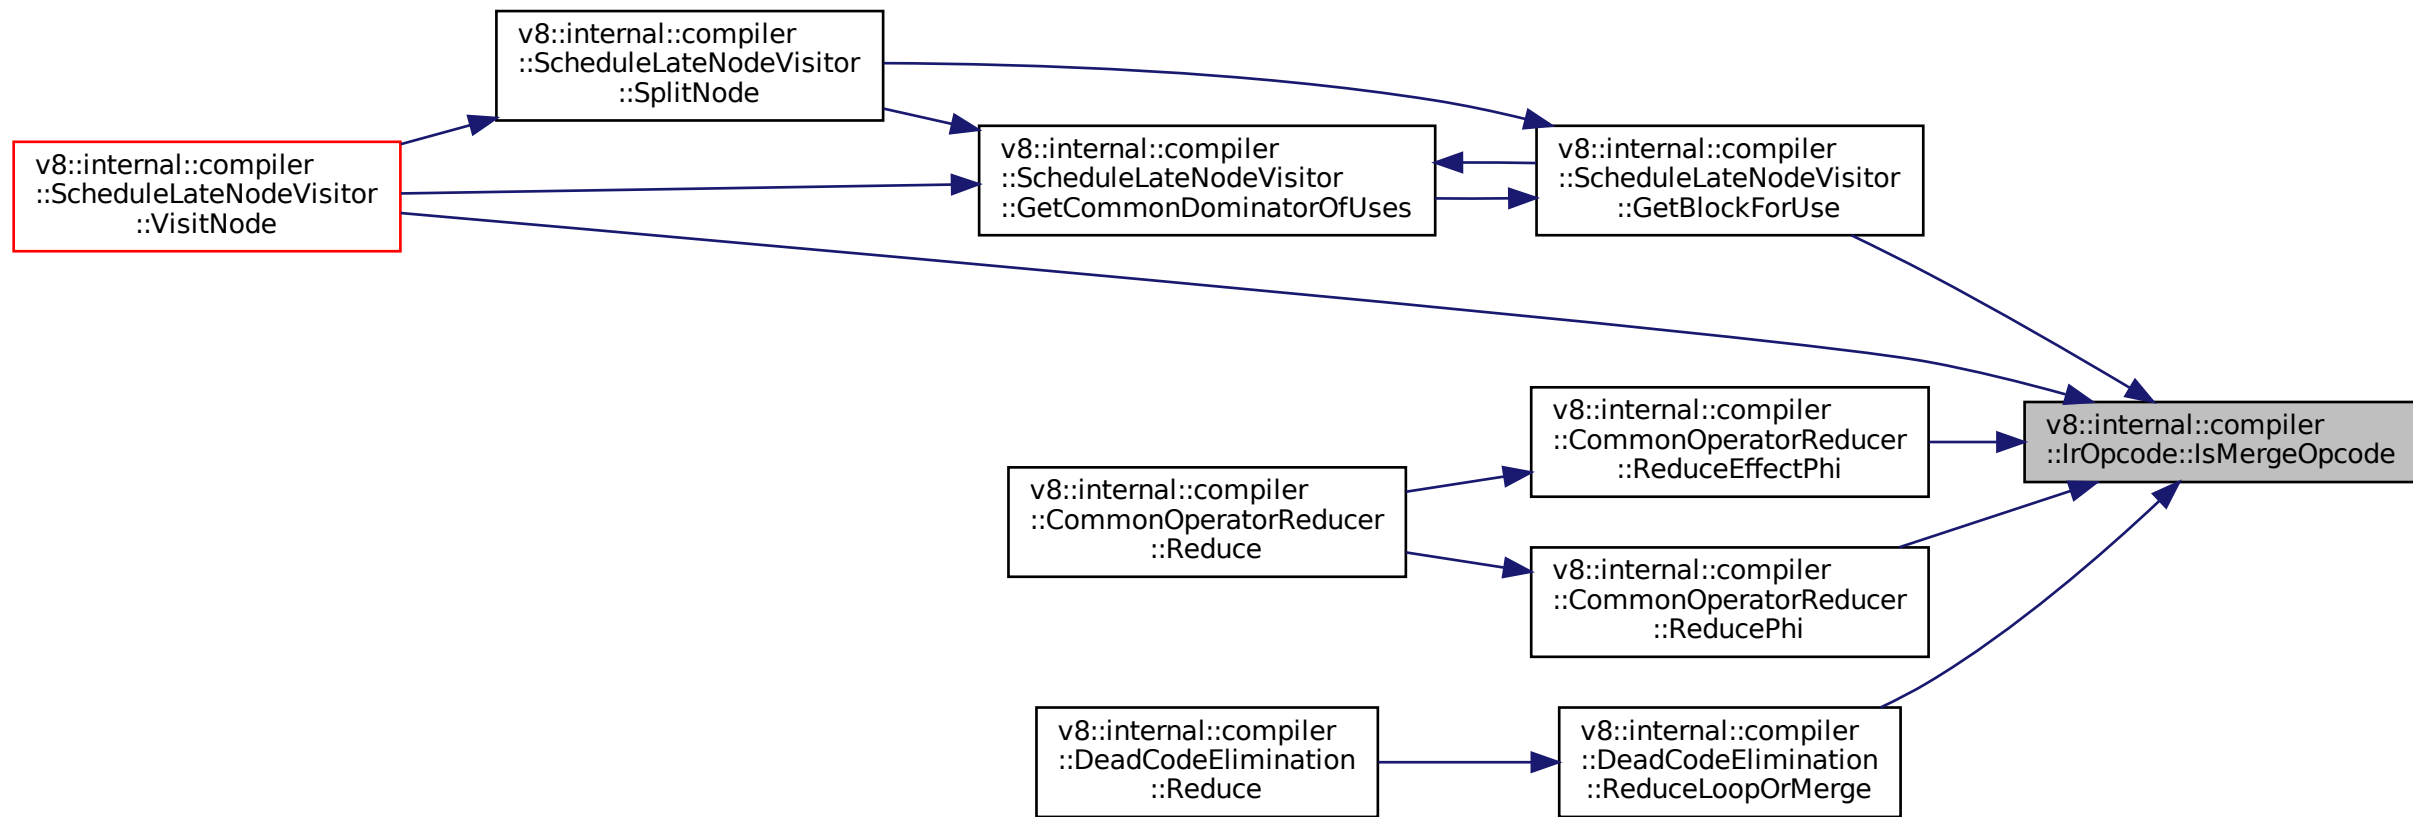 v8::internal::compiler
::ScheduleLateNodeVisitor
::SplitNode
v8::internal::compiler
::ScheduleLateNodeVisitor
::VisitNode
v8::internal::compiler
::ScheduleLateNodeVisitor
::GetCommonDominatorOfUses
v8::internal::compiler
::ScheduleLateNodeVisitor
::GetBlockForUse
v8::internal::compiler
::CommonOperatorReducer
::ReduceEffectPhi
v8::internal::compiler
::IrOpcode::IsMergeOpcode
v8::internal::compiler
::CommonOperatorReducer
::Reduce
v8::internal::compiler
::CommonOperatorReducer
::ReducePhi
v8::internal::compiler
::DeadCodeElimination
::Reduce
v8::internal::compiler
::DeadCodeElimination
::ReduceLoopOrMerge